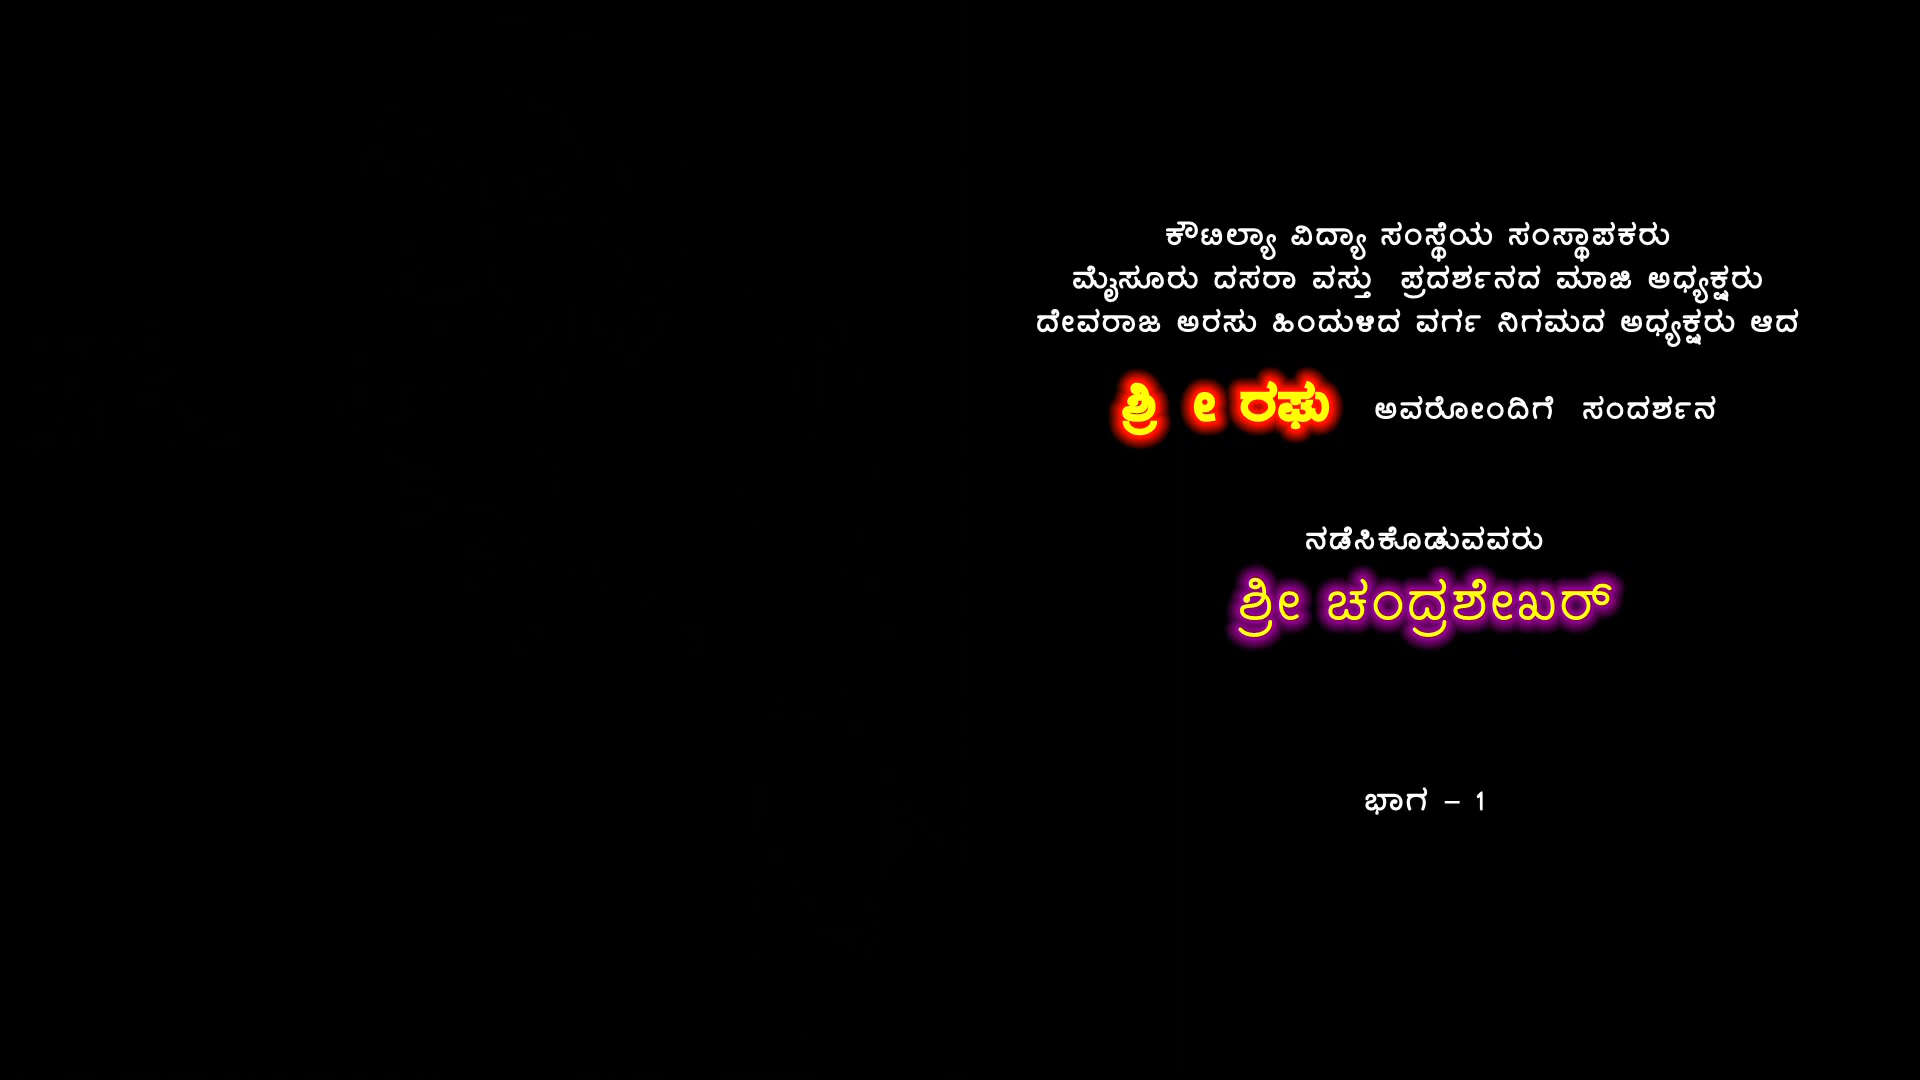 ಕೌಟಿಲ್ಯಾ ವಿದ್ಯಾ ಸಂಸ್ಥೆಯ ಸಂಸ್ಥಾಪಕರು
ಮೈಸೂರು ದಸರಾ ವಸ್ತು ಪ್ರದರ್ಶನದ ಮಾಜಿ ಅಧ್ಯಕ್ಷರು
ದೇವರಾಜ ಅರಸು ಹಿಂದುಳಿದ ವರ್ಗ ನಿಗಮದ ಅಧ್ಯಕ್ಷರು ಆದ
ಶ್ರೀ ರಘು ಅವರೋಂದಿಗೆ ಸಂದರ್ಶನ
ನಡೆಸಿಕೊಡುವವರು
ಶ್ರೀ ಚಂದ್ರಶೇಖರ್
ಭಾಗ – 1